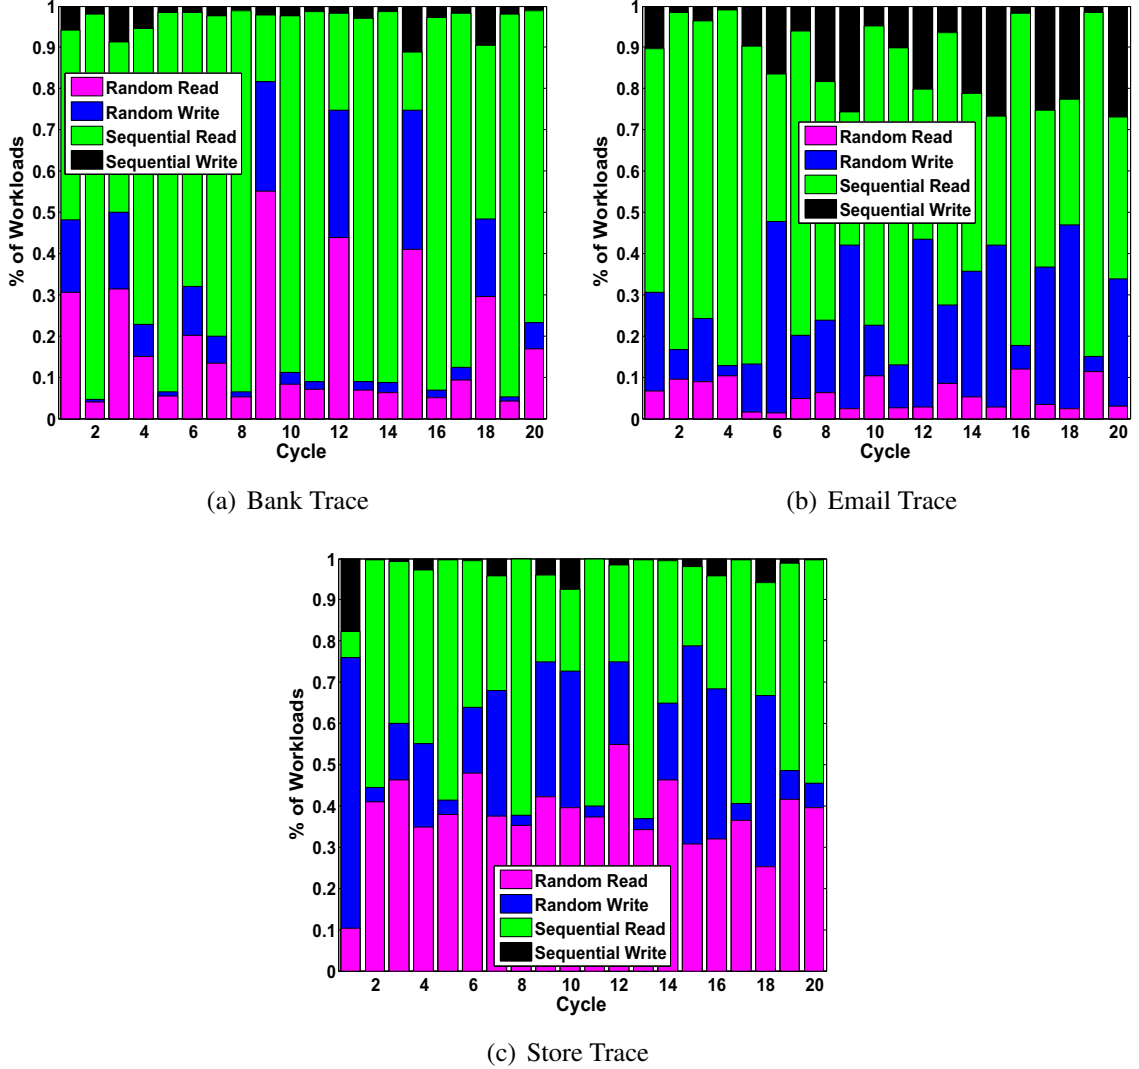 1
0.9
0.8
0.7
0.6
0.5
0.4
0.3
0.2
0.1
0
% of Workloads
Random Read
Random Write
Sequential Read
Sequential Write
2 4 6 8 10 12 14 16 18 20
Cycle
(a) Bank Trace
1
0.9
0.8
0.7
0.6
0.5
0.4
0.3
0.2
0.1
0
% of Workloads
Random Read
Random Write
Sequential Read
Sequential Write
2 4 6 8 10 12 14 16 18 20
Cycle
(b) Email Trace
1
0.9
0.8
0.7
0.6
0.5
0.4
0.3
0.2
0.1
0
% of Workloads
Random Read
Random Write
Sequential Read
Sequential Write
2 4 6 8 10 12 14 16 18 20
Cycle
(c) Store Trace